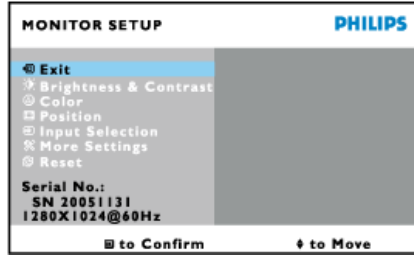 MONITOR SETUP
PHILIPS
Exit
Brightness & Contrast
Color
Position
Input Selection
More Settings
Reset
Serial No.:
SN 20051131
1280X1024@60Hz
to Confirm
to Move